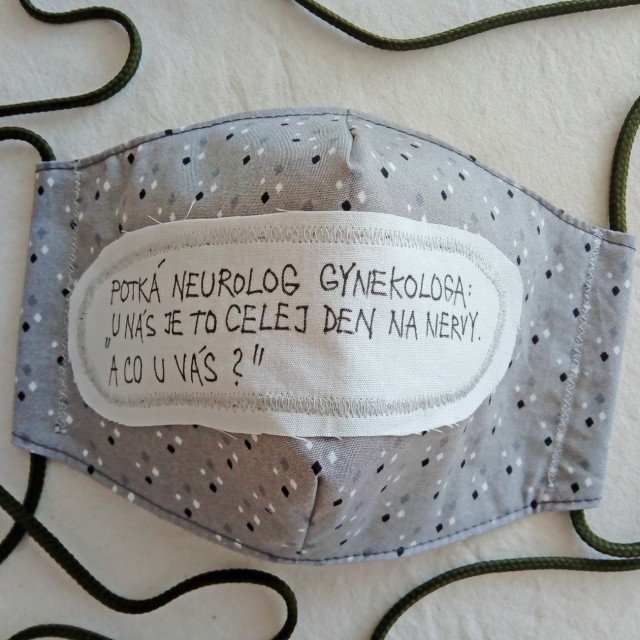 POTKÁ NEUROLOG GYNEKOLOGA:
„U NÁS JE TO CELEJ DEN NA NERVY.
A CO U VÁS?"